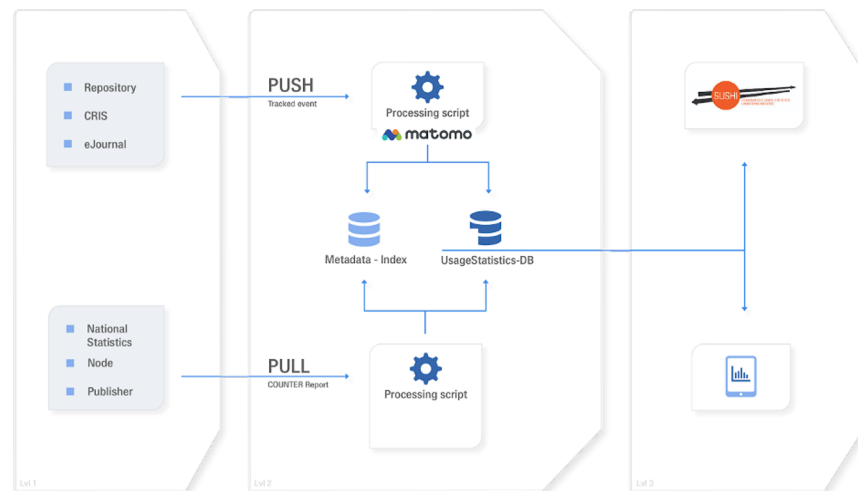 Repository
CRIS
eJournal
PUSH
Tracked event
Processing script
matomo
SUSHI
Metadata - Index
UsageStatistics-DB
National
Statistics
Node
Publisher
PULL
COUNTER Report
Processing script
Lvl 1
Lvl 2
Lvl 3